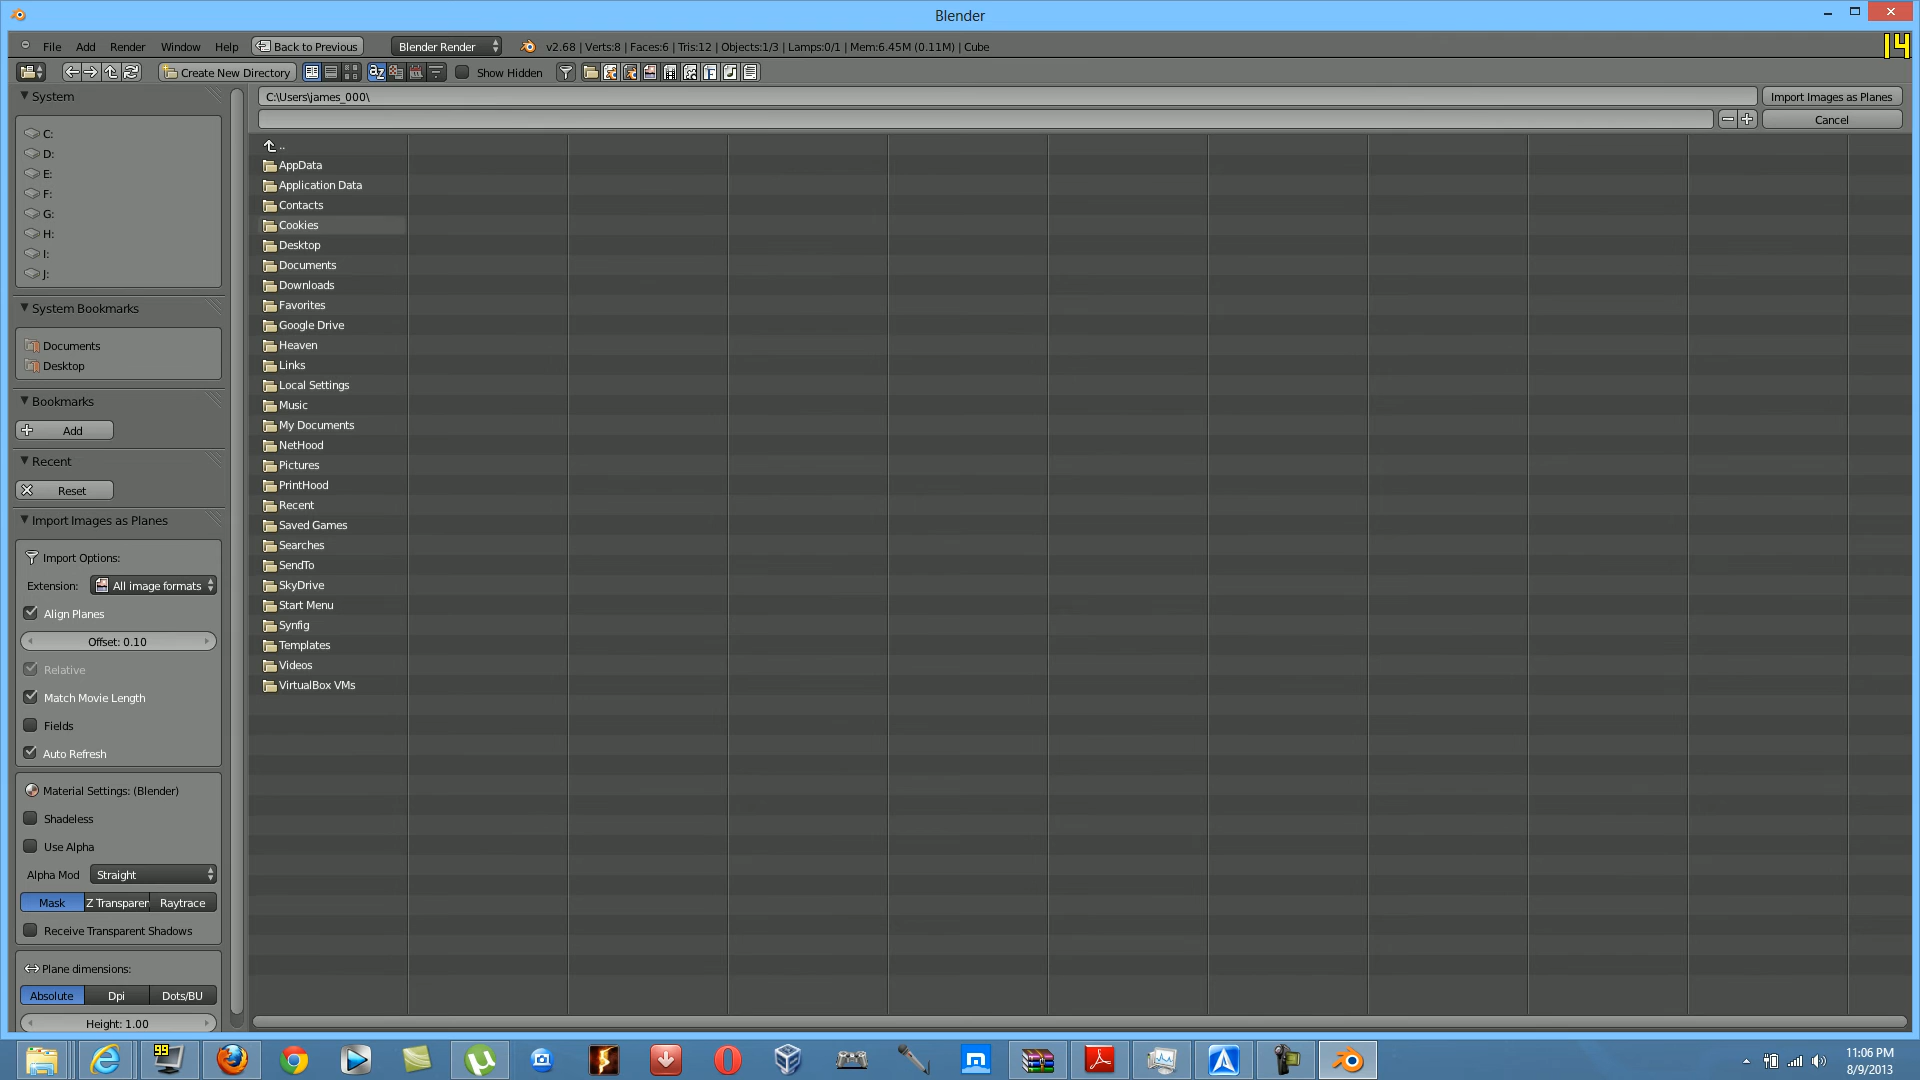 Blender
File Add Render Window Help Back to Previous Blender Render v2.68 | Verts:8 | Faces:6 | Tris:12 | Objects:1/3 | Lamps:0/1 | Mem:6.45M (0.11M) | Cube
14
Create New Directory Show Hidden
System
C:\Users\james_000\ Import Images as Planes
Cancel
C:
D:
E:
F:
G:
H:
I:
J:
System Bookmarks
Documents
Desktop
Bookmarks
Add
Recent
Reset
Import Images as Planes
Import Options:
Extension: All image formats
Align Planes
Offset: 0.10
Relative
Match Movie Length
Fields
Auto Refresh
Material Settings: (Blender)
Shadeless
Use Alpha
Alpha Mod Straight
Mask Z Transparen Raytrace
Receive Transparent Shadows
Plane dimensions:
Absolute Dpi Dots/BU
Height: 1.00
..
AppData
Application Data
Contacts
Cookies
Desktop
Documents
Downloads
Favorites
Google Drive
Heaven
Links
Local Settings
Music
My Documents
NetHood
Pictures
PrintHood
Recent
Saved Games
Searches
SendTo
SkyDrive
Start Menu
Synfig
Templates
Videos
VirtualBox VMs
99
11:06 PM
8/9/2013